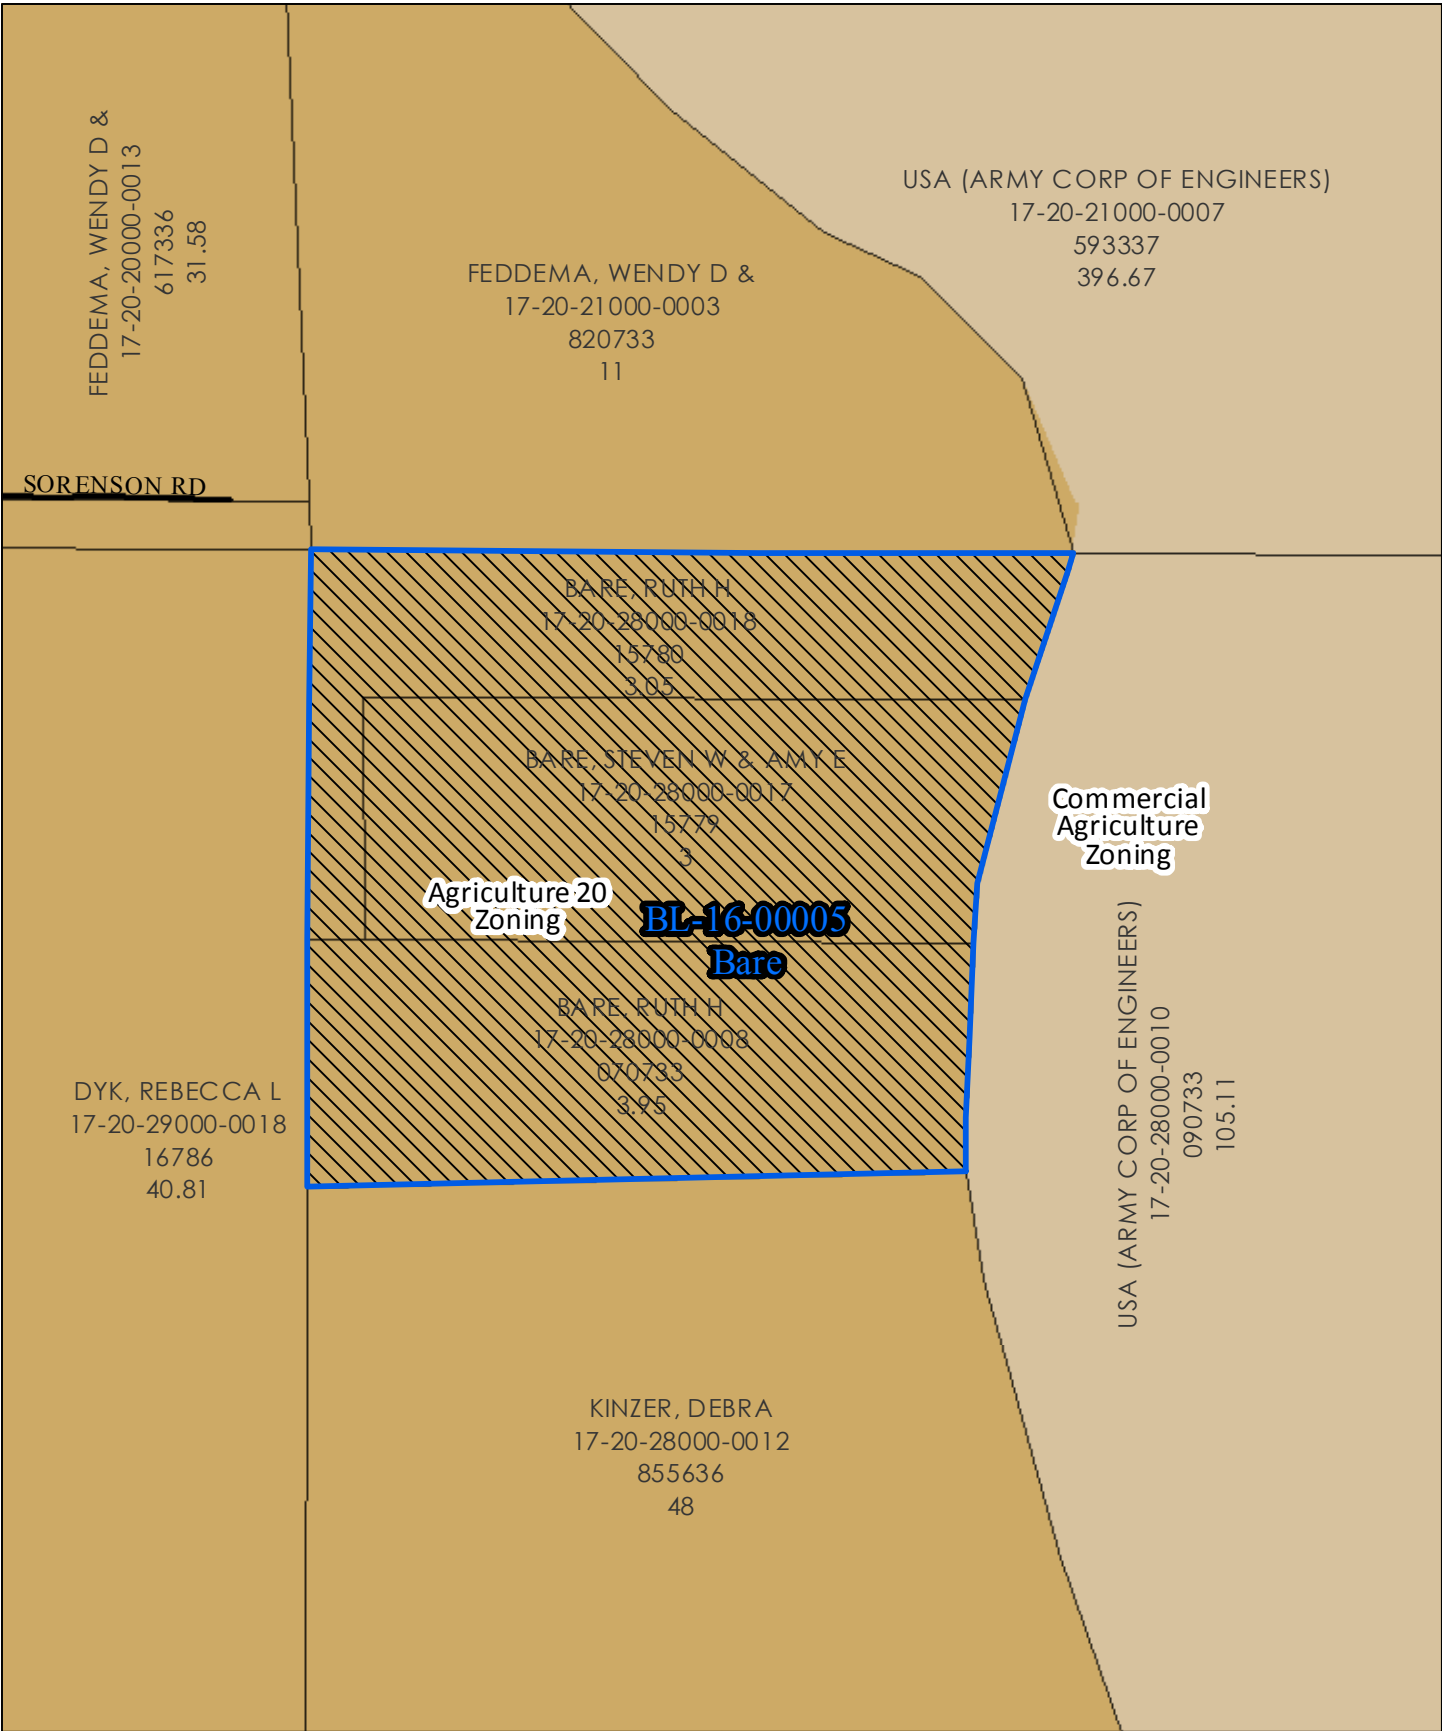 FEDDEMA, WENDY D &
17-20-20000-0013
617336
31.58
USA (ARMY CORP OF ENGINEERS)
17-20-21000-0007
593337
396.67
FEDDEMA, WENDY D &
17-20-21000-0003
820733
11
SORENSON RD
BARE, RUTH H
17-20-28000-0018
15780
3.05
BARE, STEVEN W & AMY E
17-20-28000-0017
15779
3
Commercial
Agriculture
Zoning
Agriculture 20
Zoning
BL-16-00005
Bare
BARE, RUTH H
17-20-28000-0008
070733
3.95
USA (ARMY CORP OF ENGINEERS)
17-20-28000-0010
090733
105.11
DYK, REBECCA L
17-20-29000-0018
16786
40.81
KINZER, DEBRA
17-20-28000-0012
855636
48